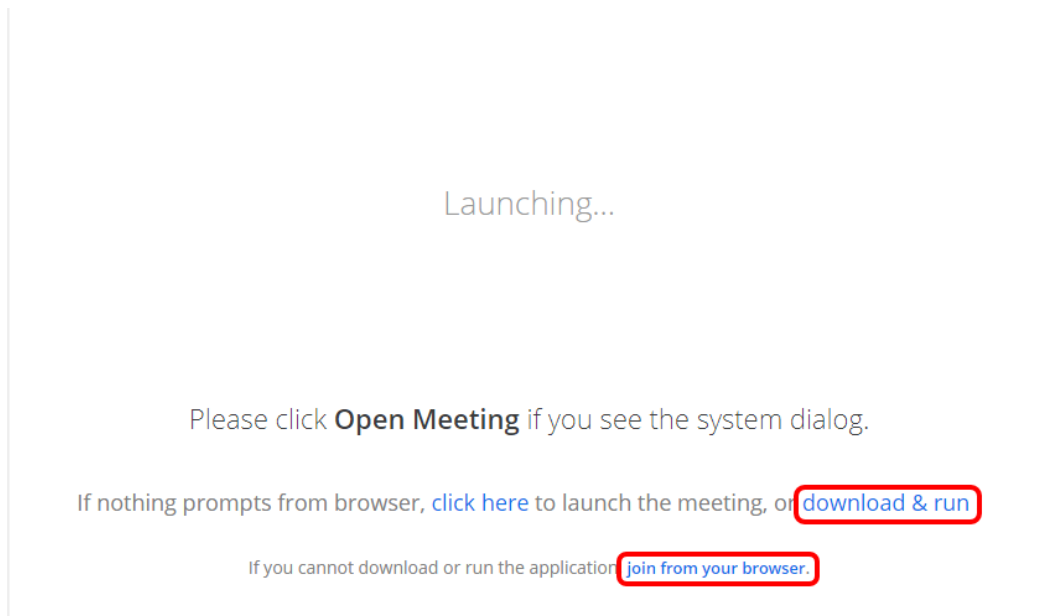 Launching...
Please click Open Meeting if you see the system dialog.
If nothing prompts from browser, click here to launch the meeting, or download & run
If you cannot download or run the application join from your browser.